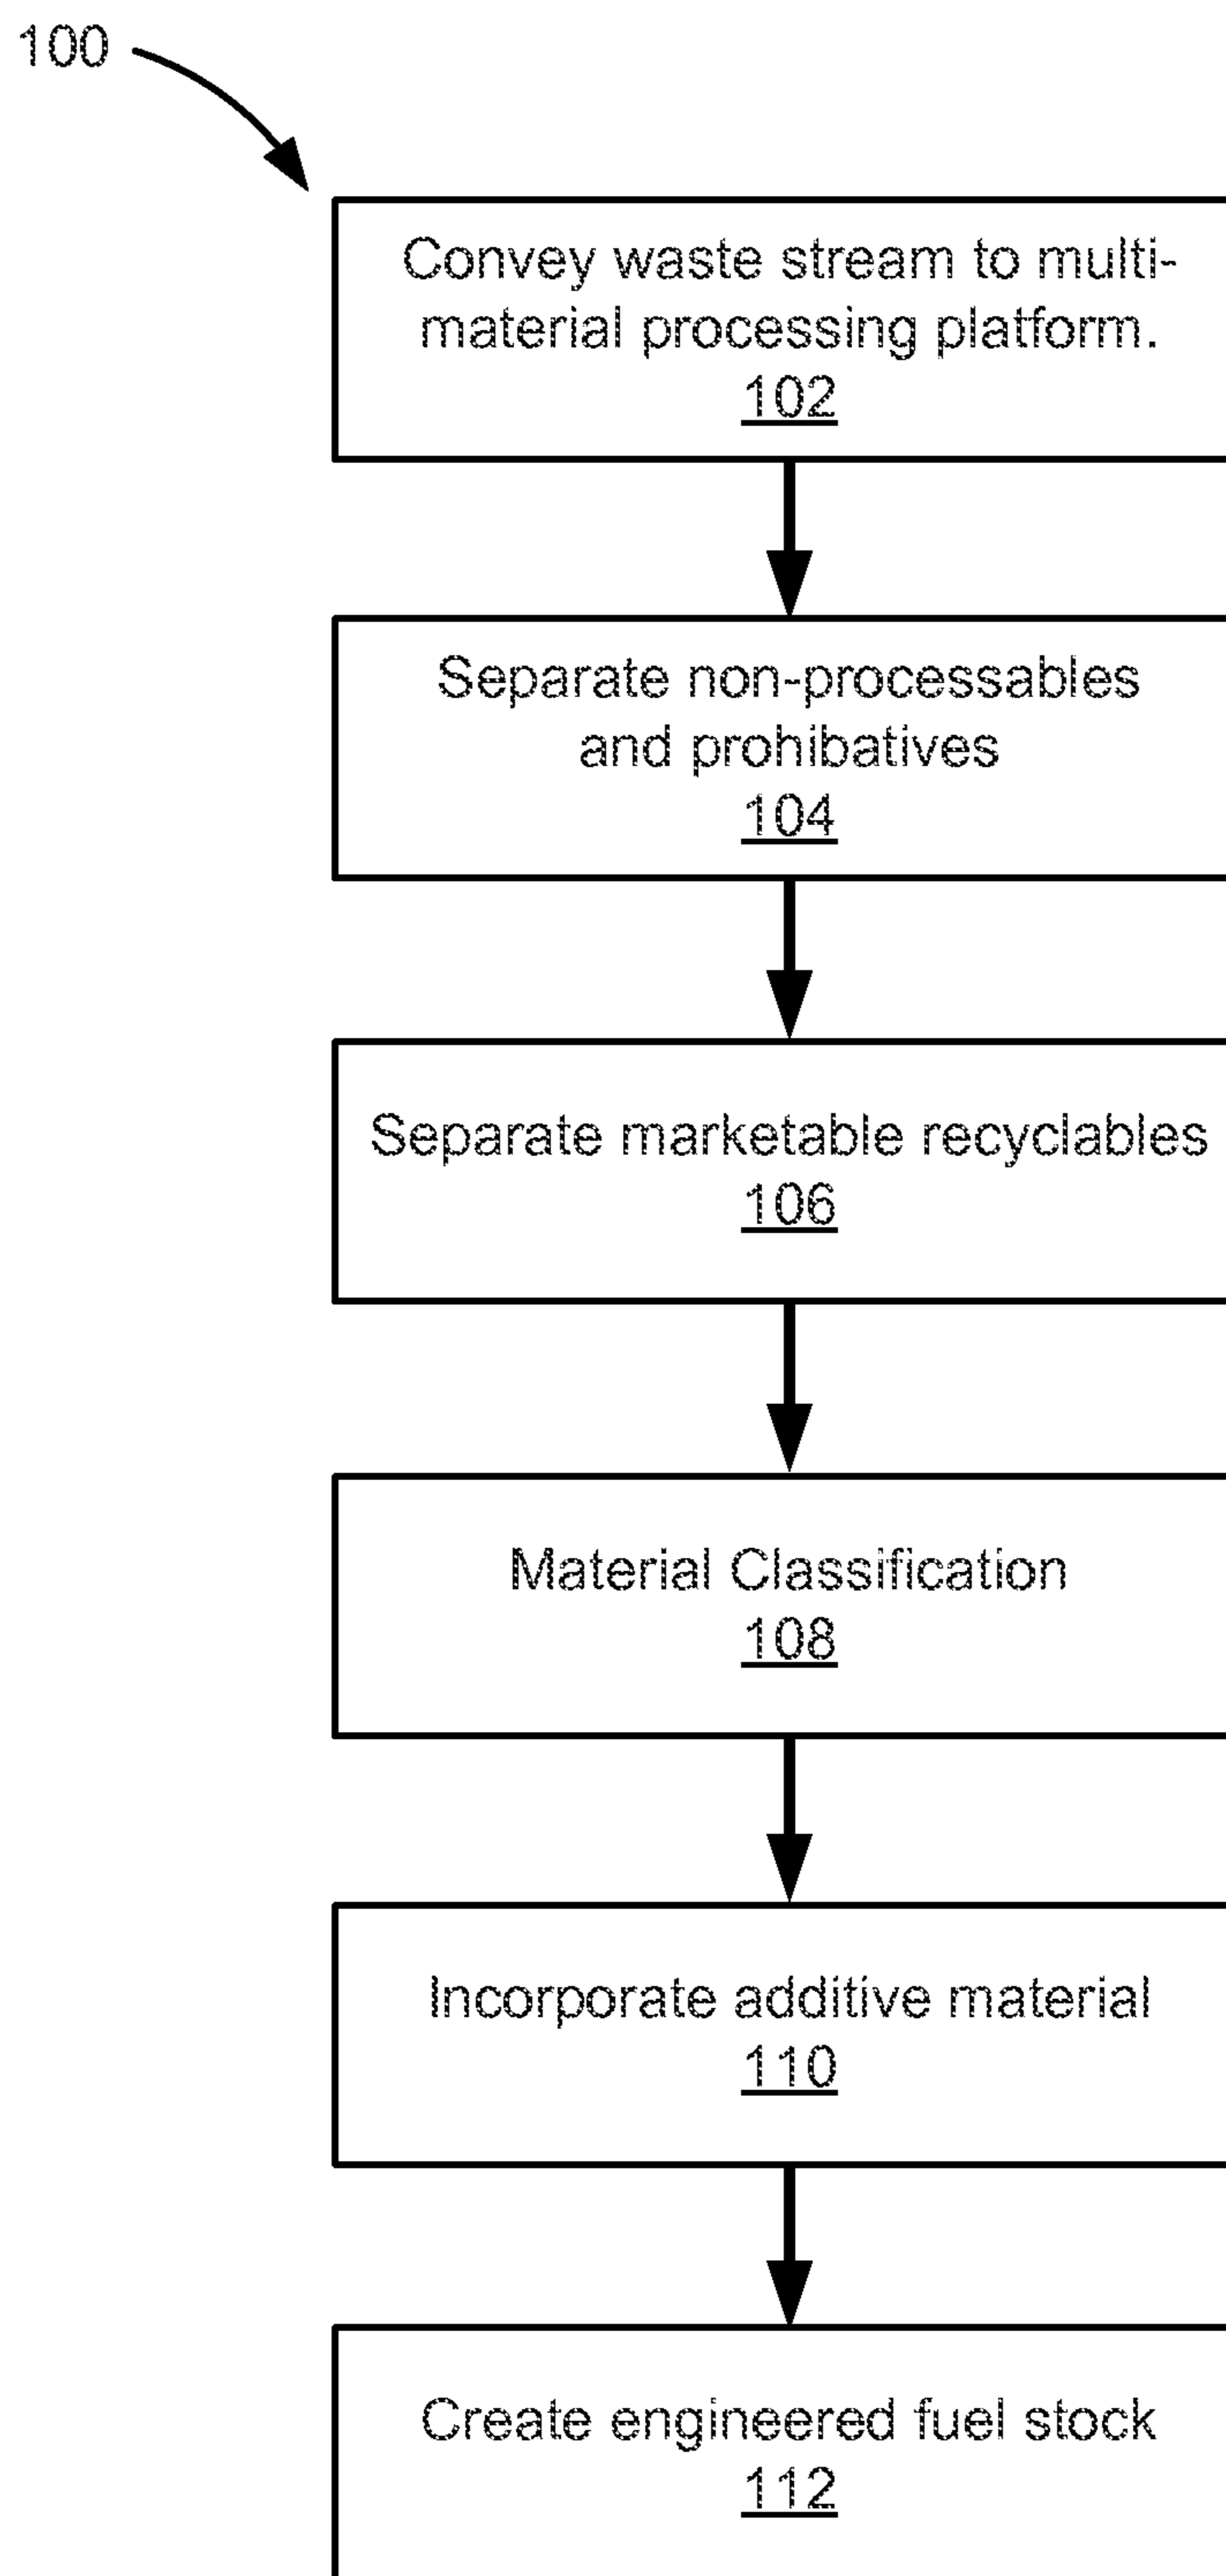 100
Convey waste stream to multi-
material processing platform.
102
Separate non-processables
and prohibatives
104
Separate marketable recyclables
106
Material Classification
108
Incorporate additive material
110
Create engineered fuel stock
112